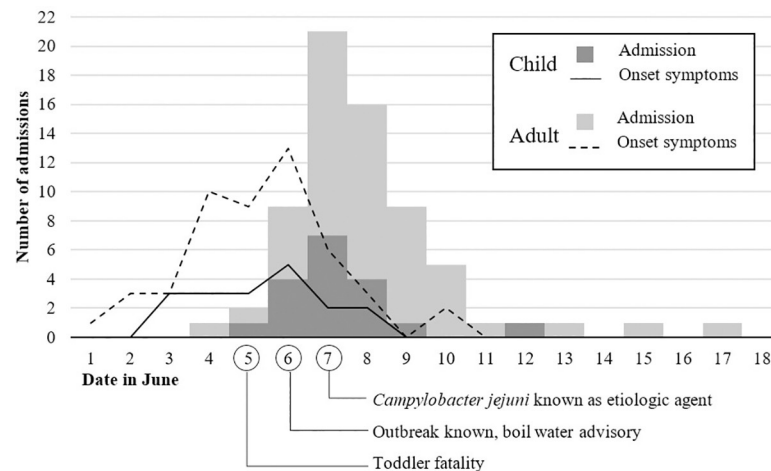 Number of admissions
22
20
18
16
14
12
10
8
6
4
2
0
Child
Admission
Onset symptoms
Adult
Admission
Onset symptoms
1 2 3 4 5 6 7 8 9 10 11 12 13 14 15 16 17 18
Date in June
Campylobacter jejuni known as etiologic agent
Outbreak known, boil water advisory
Toddler fatality